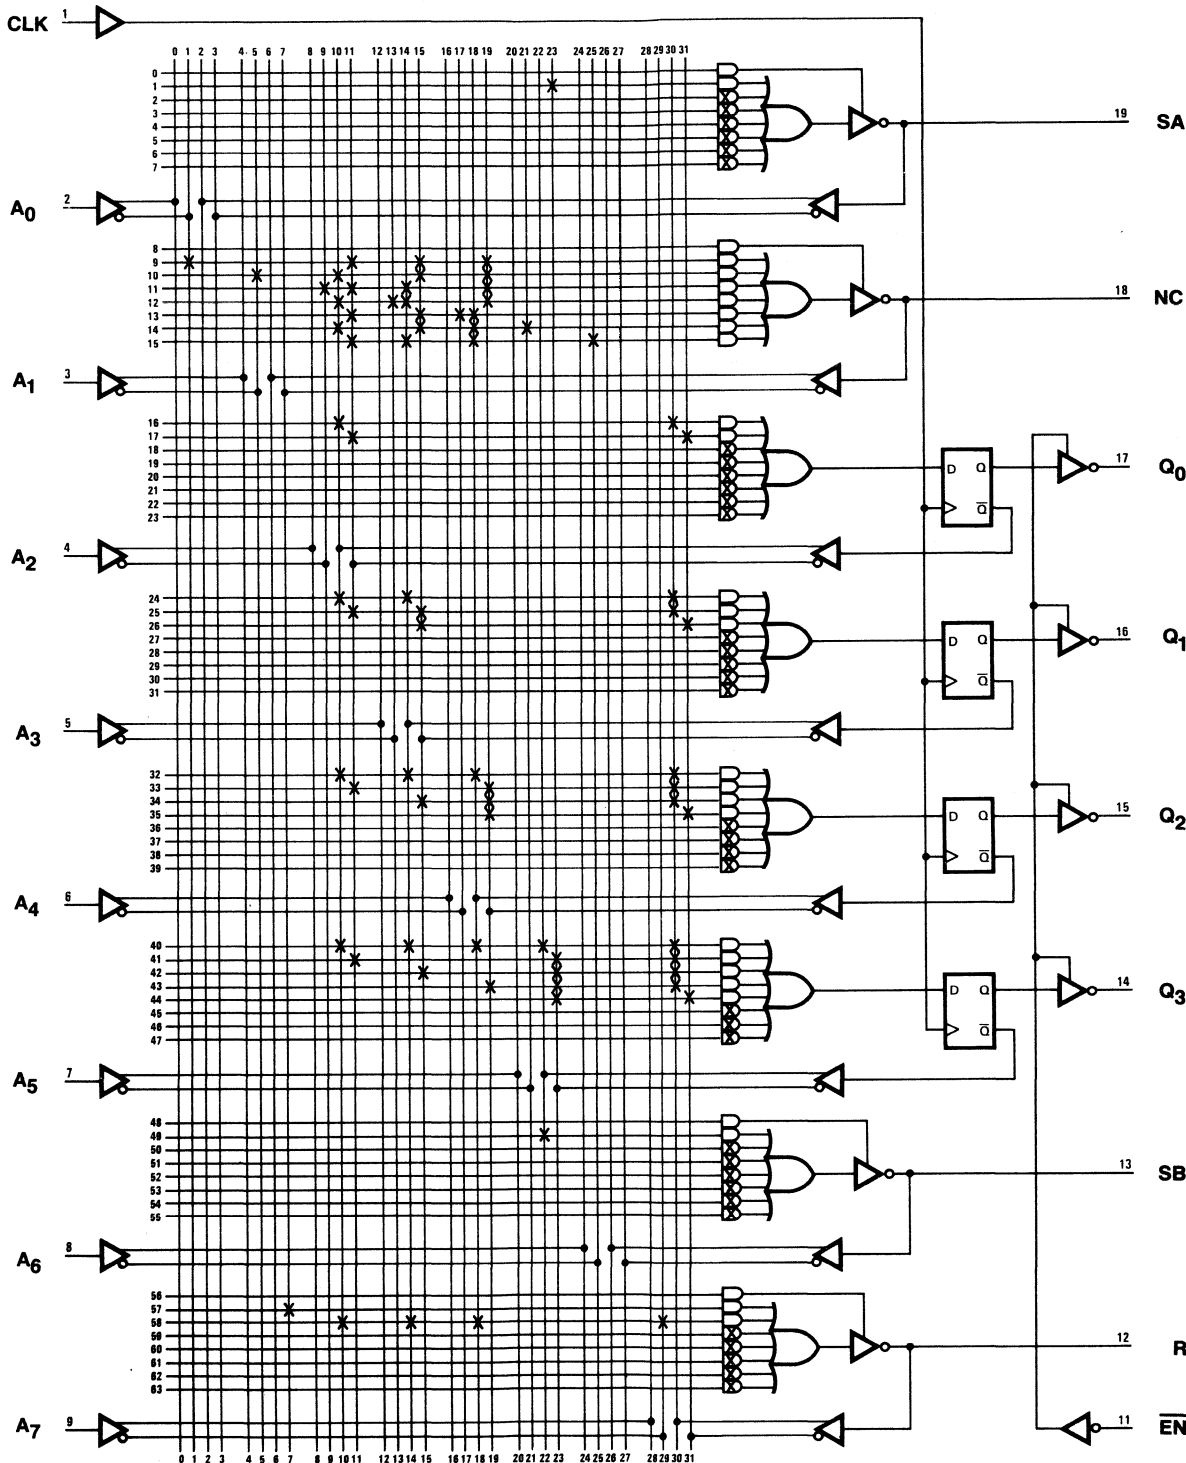 CLK 1
0 1 2 3 4 5 6 7 8 9 10 11 12 13 14 15 16 17 18 19 20 21 22 23 24 25 26 27 28 29 30 31
0
1
2
3
4
5
6
7
19 SA
A0 2
8
9
10
11
12
13
14
15
18 NC
A1 3
16
17
18
19
20
21
22
23
D Q
Q̅
17 Q0
A2 4
24
25
26
27
28
29
30
31
D Q
Q̅
16 Q1
A3 5
32
33
34
35
36
37
38
39
D Q
Q̅
15 Q2
A4 6
40
41
42
43
44
45
46
47
D Q
Q̅
14 Q3
A5 7
48
49
50
51
52
53
54
55
13 SB
A6 8
56
57
58
59
60
61
62
63
12 R
A7 9
11 E̅N̅
0 1 2 3 4 5 6 7 8 9 10 11 12 13 14 15 16 17 18 19 20 21 22 23 24 25 26 27 28 29 30 31